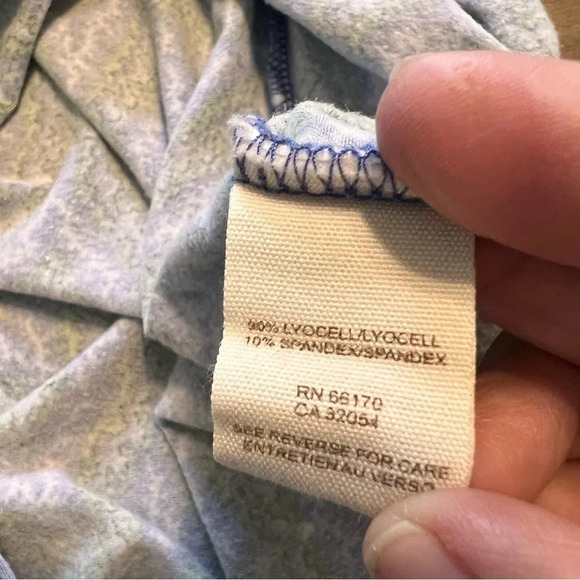 90% LYOCELL/LYOCELL
10% SPANDEX/SPANDEX
RN 66170
CA 32054
SEE REVERSE FOR CARE
ENTRETIEN AU VERSO